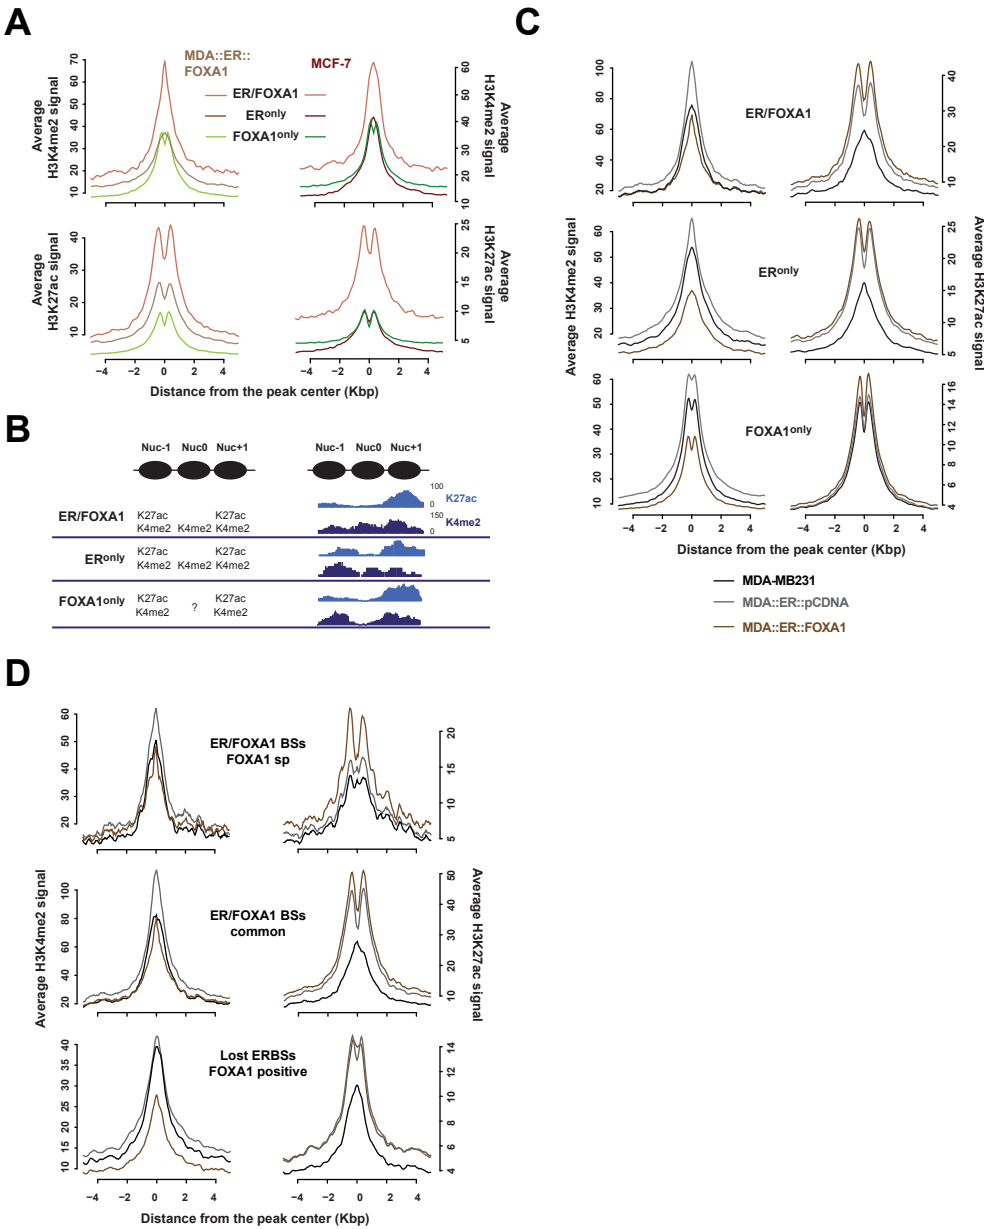 A
MDA::ER::
FOXA1
MCF-7
ER/FOXA1
ERonly
FOXA1only
Average
H3K4me2 signal
70
60
50
40
30
20
10
Average
H3K4me2 signal
60
50
40
30
20
10
Average
H3K27ac signal
40
30
20
10
Average
H3K27ac signal
25
20
15
10
5
−4 −2 0 2 4
−4 −2 0 2 4
Distance from the peak center (Kbp)
B
Nuc-1 Nuc0 Nuc+1
Nuc-1 Nuc0 Nuc+1
100
0
K27ac
150
0
K4me2
ER/FOXA1
K27ac K27ac
K4me2 K4me2 K4me2
ERonly
K27ac K27ac
K4me2 K4me2 K4me2
FOXA1only
K27ac K27ac
K4me2 ? K4me2
C
ER/FOXA1
100
80
60
40
20
40
30
20
10
ERonly
60
50
40
30
20
25
20
15
10
5
FOXA1only
60
50
40
30
20
10
16
14
12
10
8
6
4
Average H3K4me2 signal
Average H3K27ac signal
−4 −2 0 2 4
−4 −2 0 2 4
Distance from the peak center (Kbp)
MDA-MB231
MDA::ER::pCDNA
MDA::ER::FOXA1
D
ER/FOXA1 BSs
FOXA1 sp
60
50
40
30
20
20
15
10
5
ER/FOXA1 BSs
common
100
80
60
40
20
50
40
30
20
10
Lost ERBSs
FOXA1 positive
40
35
30
25
20
15
10
14
12
10
8
6
4
Average H3K4me2 signal
Average H3K27ac signal
−4 −2 0 2 4
−4 −2 0 2 4
Distance from the peak center (Kbp)